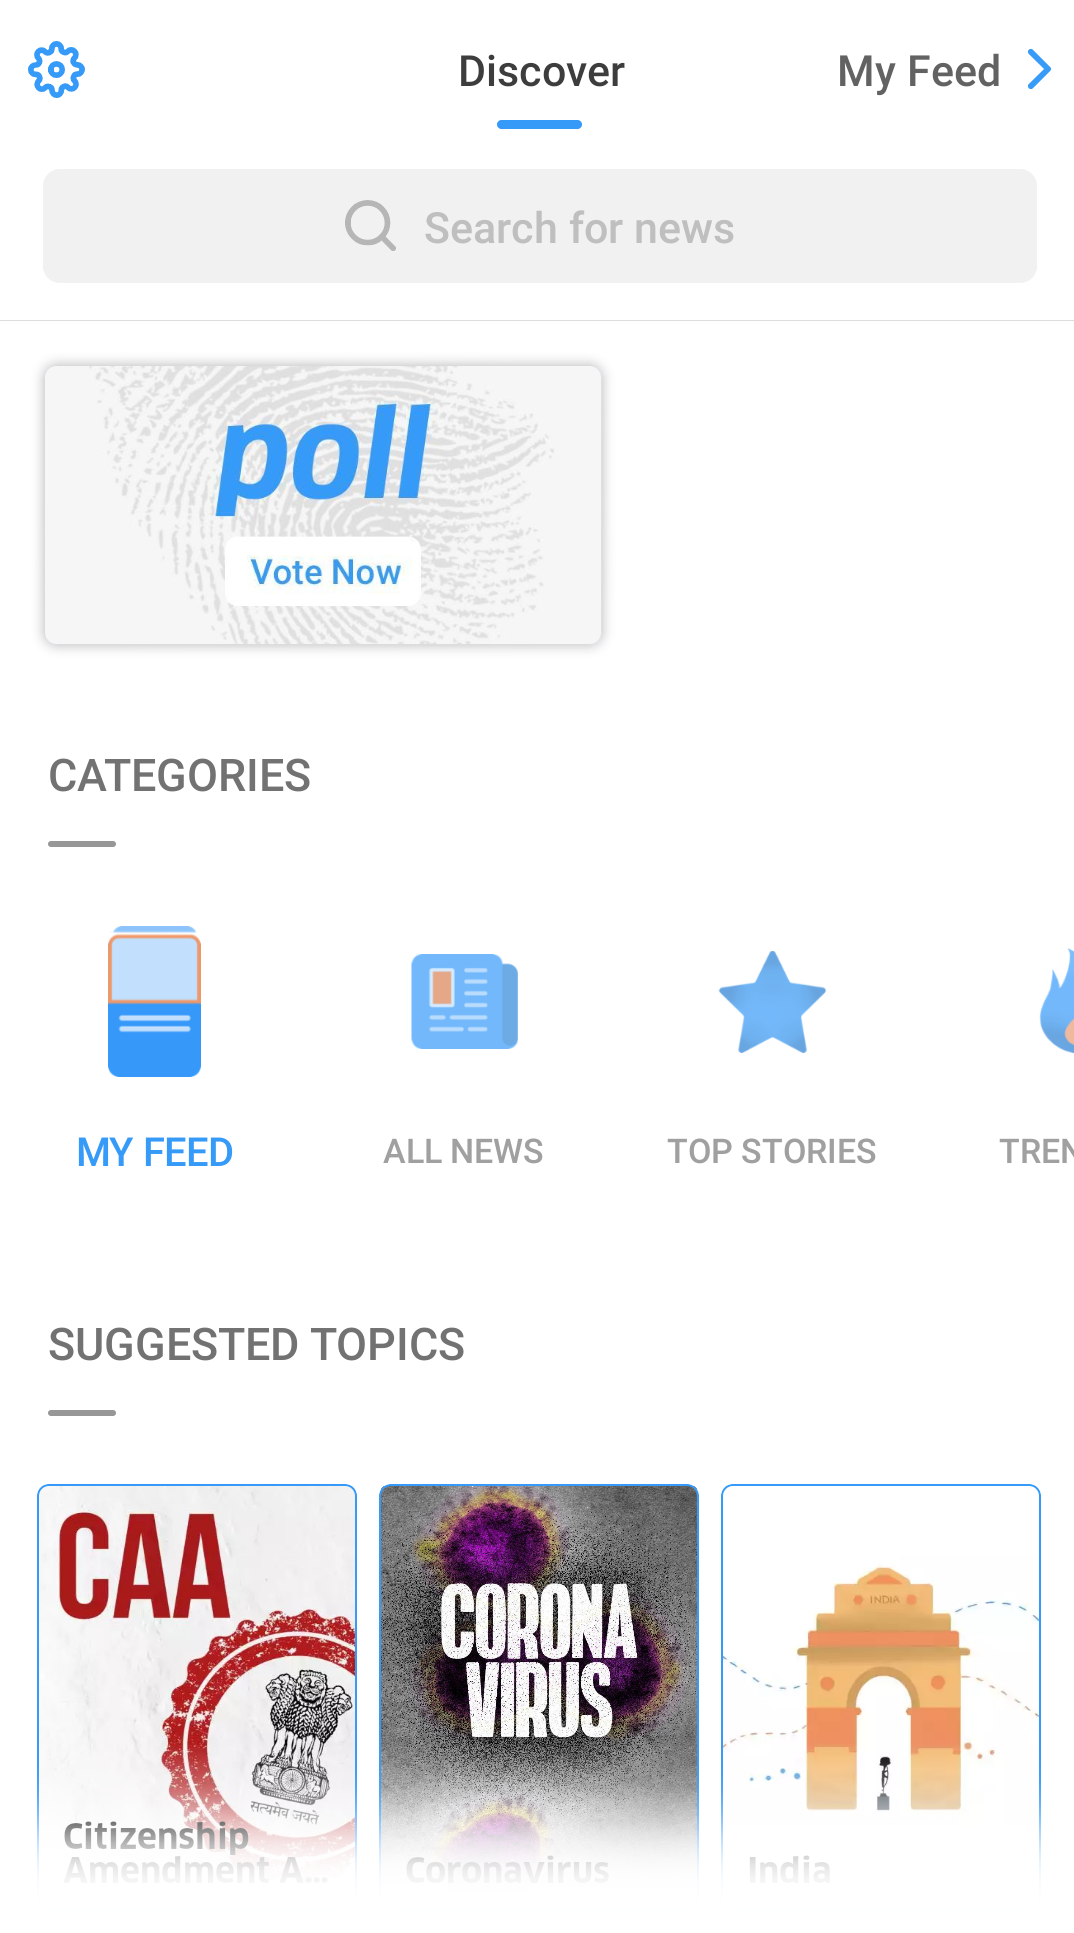 Discover
My Feed
Search for news
poll
Vote Now
CATEGORIES
MY FEED
ALL NEWS
TOP STORIES
TREN
SUGGESTED TOPICS
CAA
सत्यमेव जयते
Citizenship
Amendment A...
CORONA
VIRUS
Coronavirus
INDIA
India